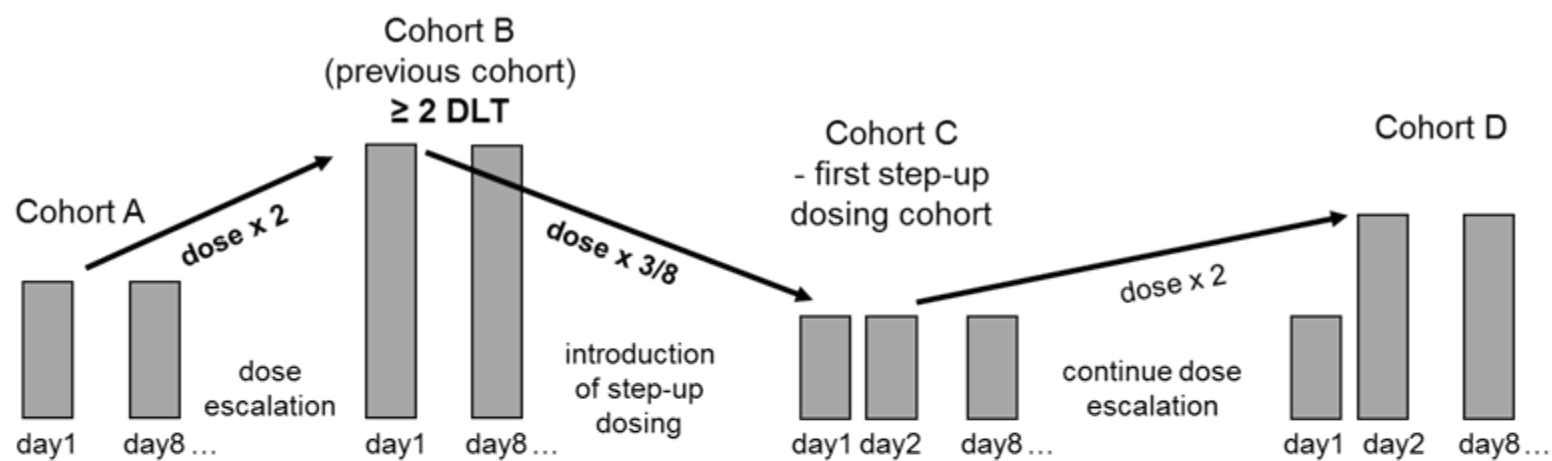 Cohort A
dose x 2
day1 day8 ...
dose
escalation
Cohort B
(previous cohort)
≥ 2 DLT
day1 day8 ...
dose x 3/8
introduction
of step-up
dosing
Cohort C
- first step-up
dosing cohort
day1 day2 day8 ...
dose x 2
continue dose
escalation
Cohort D
day1 day2 day8 ...